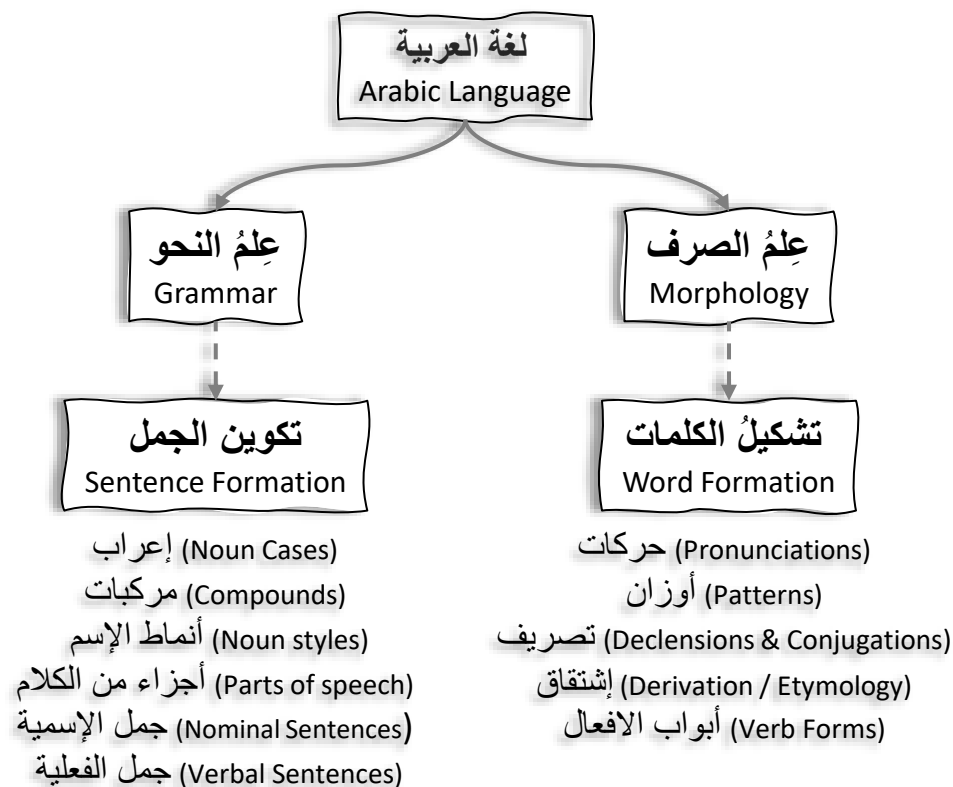 لغة العربية
Arabic Language
عِلمُ النحو
Grammar
عِلمُ الصرف
Morphology
تكوين الجمل
Sentence Formation
تشكيلُ الكلمات
Word Formation
إعراب (Noun Cases)
مركبات (Compounds)
أنماط الإسم (Noun styles)
أجزاء من الكلام (Parts of speech)
جمل الإسمية (Nominal Sentences)
جمل الفعلية (Verbal Sentences)
حركات (Pronunciations)
أوزان (Patterns)
تصريف (Declensions & Conjugations)
إشتقاق (Derivation / Etymology)
أبواب الافعال (Verb Forms)